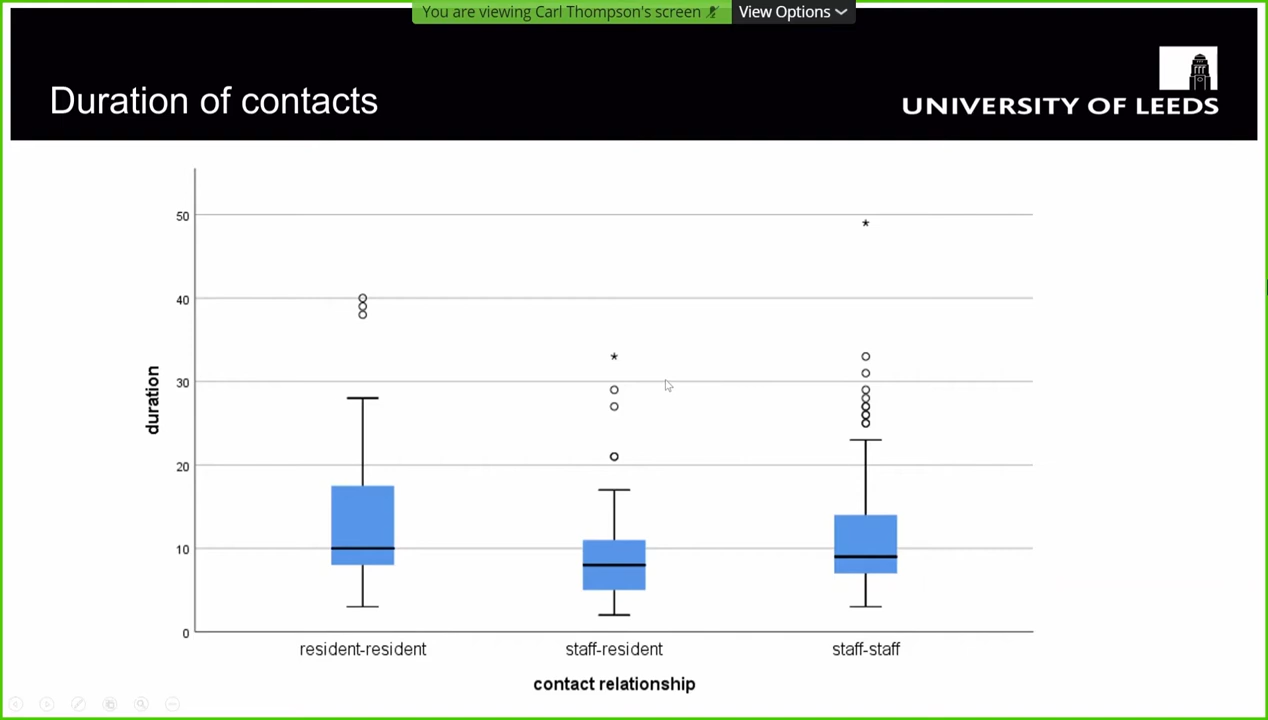 You are viewing Carl Thompson's screen View Options
Duration of contacts
UNIVERSITY OF LEEDS
50
40
30
20
10
0
duration
resident-resident staff-resident staff-staff
contact relationship